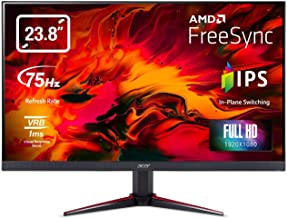 23.8”
AMD
FreeSync
75Hz
Refresh Rate
IPS
In-Plane Switching
VRB
1ms
FULL HD
1920X1080
acer